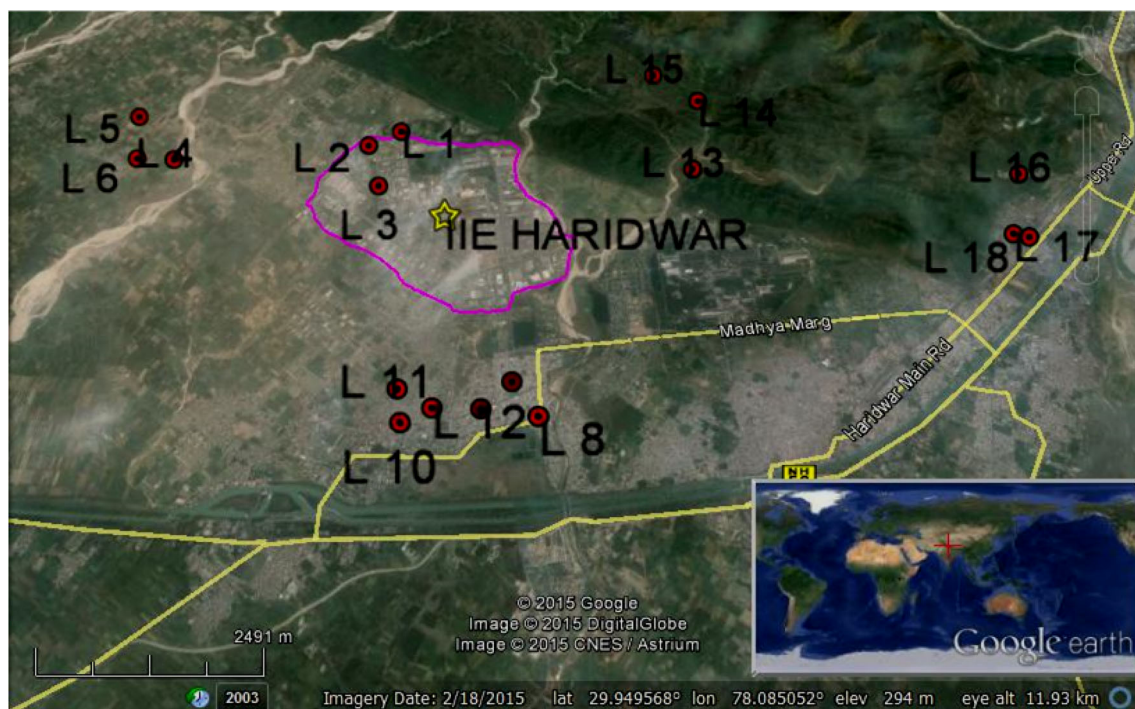 L 15
L 14
L 5
L 4
L 6
L 2
L 1
L 3
L 13
L 16
Upper Rd
IIE HARIDWAR
L 18
L 17
Madhya Marg
Haridwar Main Rd
L 11
L 12
L 8
L 10
NH
© 2015 Google
Image © 2015 DigitalGlobe
Image © 2015 CNES / Astrium
Google earth
2491 m
2003
Imagery Date: 2/18/2015 lat 29.949568° lon 78.085052° elev 294 m eye alt 11.93 km